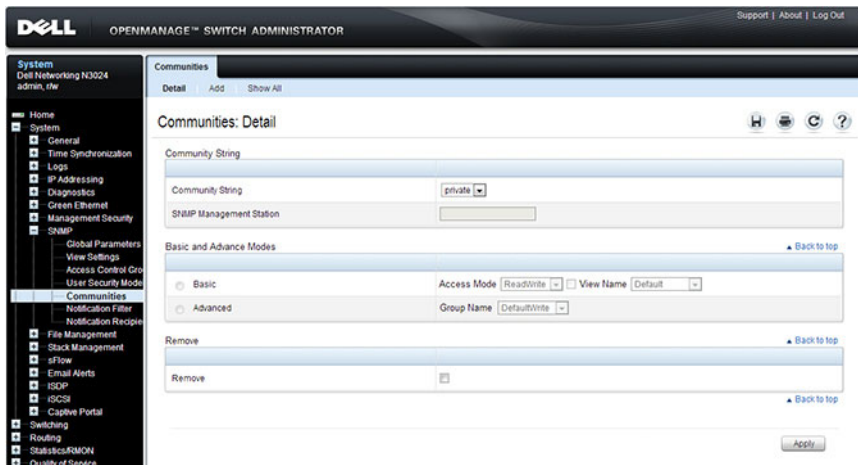 Support | About | Log Out
DELL OPENMANAGE™ SWITCH ADMINISTRATOR
System
Dell Networking N3024
admin, r/w
Home
System
General
Time Synchronization
Logs
IP Addressing
Diagnostics
Green Ethernet
Management Security
SNMP
Global Parameters
View Settings
Access Control Gro
User Security Mode
Communities
Notification Filter
Notification Recipie
File Management
Stack Management
sFlow
Email Alerts
ISDP
iSCSI
Captive Portal
Switching
Routing
Statistics/RMON
Quality of Service
Communities
Detail Add Show All
Communities: Detail
?
Community String
Community String private
SNMP Management Station
Basic and Advance Modes Back to top
Basic Access Mode ReadWrite View Name Default
Advanced Group Name DefaultWrite
Remove Back to top
Remove
Back to top
Apply